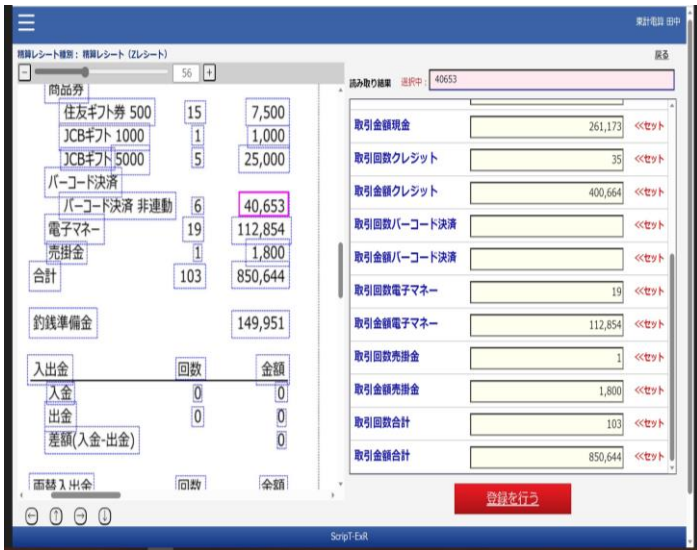 東計電算 田中
精算レシート種別： 精算レシート（Zレシート）
戻る
56
読み取り結果 選択中： 40653
商品券
住友ギフト券 500 15 7,500
JCBギフト 1000 1 1,000
JCBギフト 5000 5 25,000
バーコード決済
バーコード決済 非連動 6 40,653
電子マネー 19 112,854
売掛金 1 1,800
合計 103 850,644
釣銭準備金 149,951
入出金 回数 金額
入金 0 0
出金 0 0
差額(入金-出金) 0
両替入出金 回数 金額
取引金額現金 261,173 <<セット
取引回数クレジット 35 <<セット
取引金額クレジット 400,664 <<セット
取引回数バーコード決済 <<セット
取引金額バーコード決済 <<セット
取引回数電子マネー 19 <<セット
取引金額電子マネー 112,854 <<セット
取引回数売掛金 1 <<セット
取引金額売掛金 1,800 <<セット
取引回数合計 103 <<セット
取引金額合計 850,644 <<セット
登録を行う
ScripT-ExR